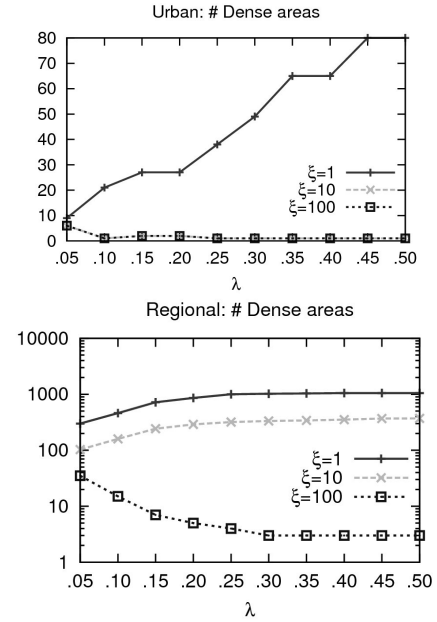 Urban: # Dense areas
80
70
60
50
40
30
20
10
0
ξ=1
ξ=10
ξ=100
.05 .10 .15 .20 .25 .30 .35 .40 .45 .50
λ
Regional: # Dense areas
10000
1000
100
10
1
ξ=1
ξ=10
ξ=100
.05 .10 .15 .20 .25 .30 .35 .40 .45 .50
λ